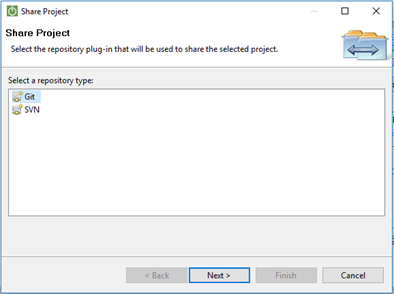 Share Project
Share Project
Select the repository plug-in that will be used to share the selected project.
Select a repository type:
Git
SVN
< Back Next > Finish Cancel